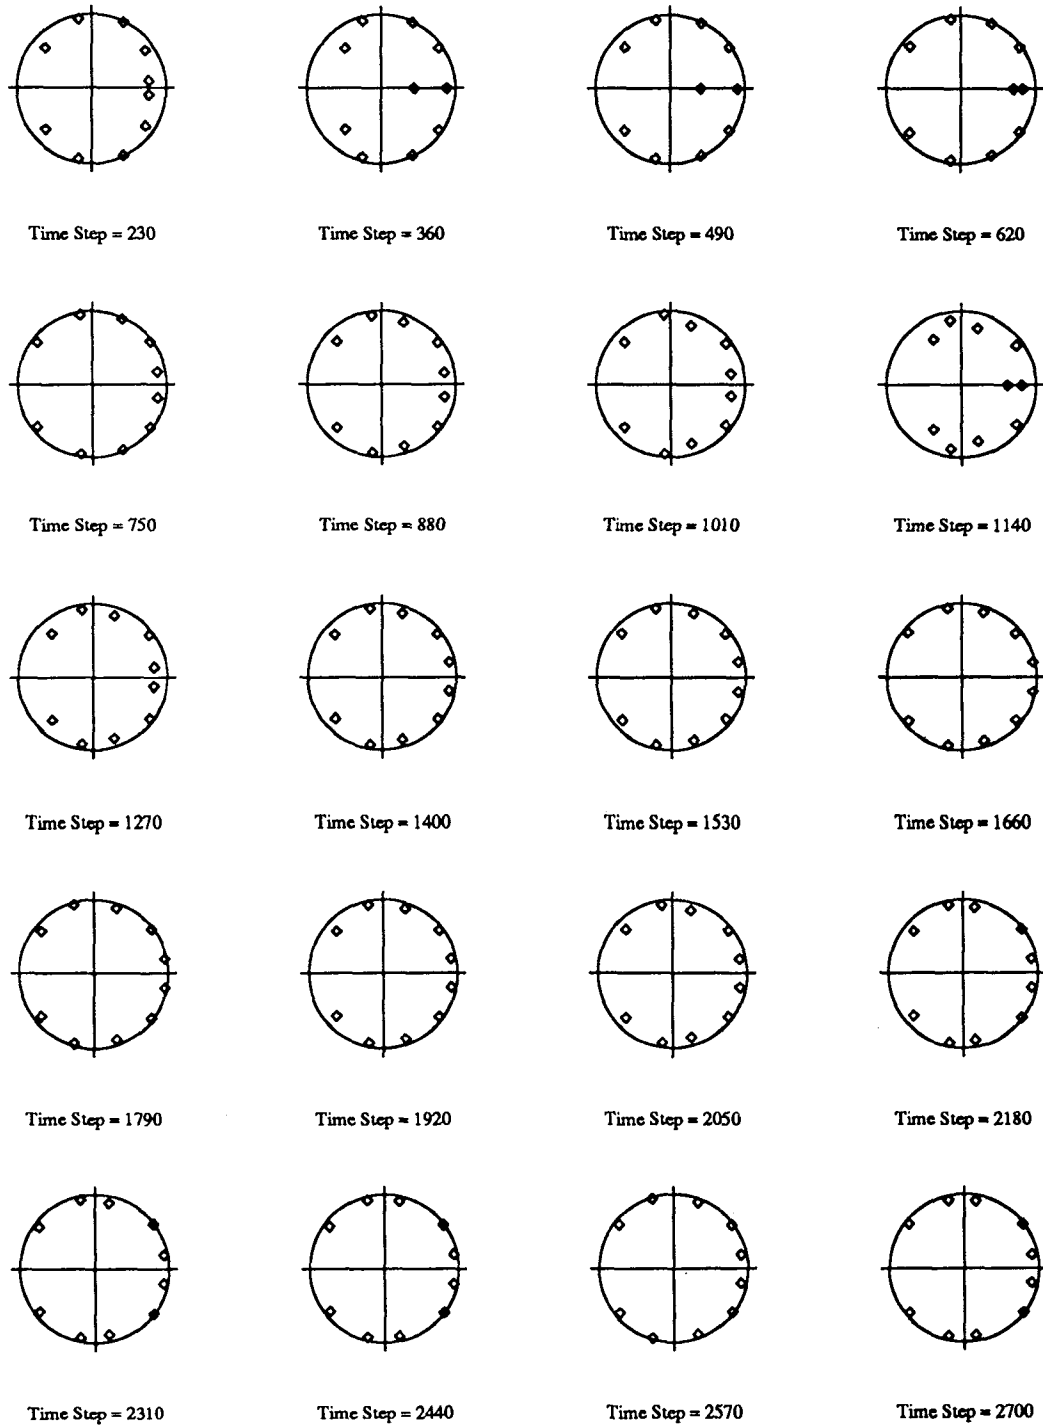 Time Step = 230
Time Step = 360
Time Step = 490
Time Step = 620
Time Step = 750
Time Step = 880
Time Step = 1010
Time Step = 1140
Time Step = 1270
Time Step = 1400
Time Step = 1530
Time Step = 1660
Time Step = 1790
Time Step = 1920
Time Step = 2050
Time Step = 2180
Time Step = 2310
Time Step = 2440
Time Step = 2570
Time Step = 2700